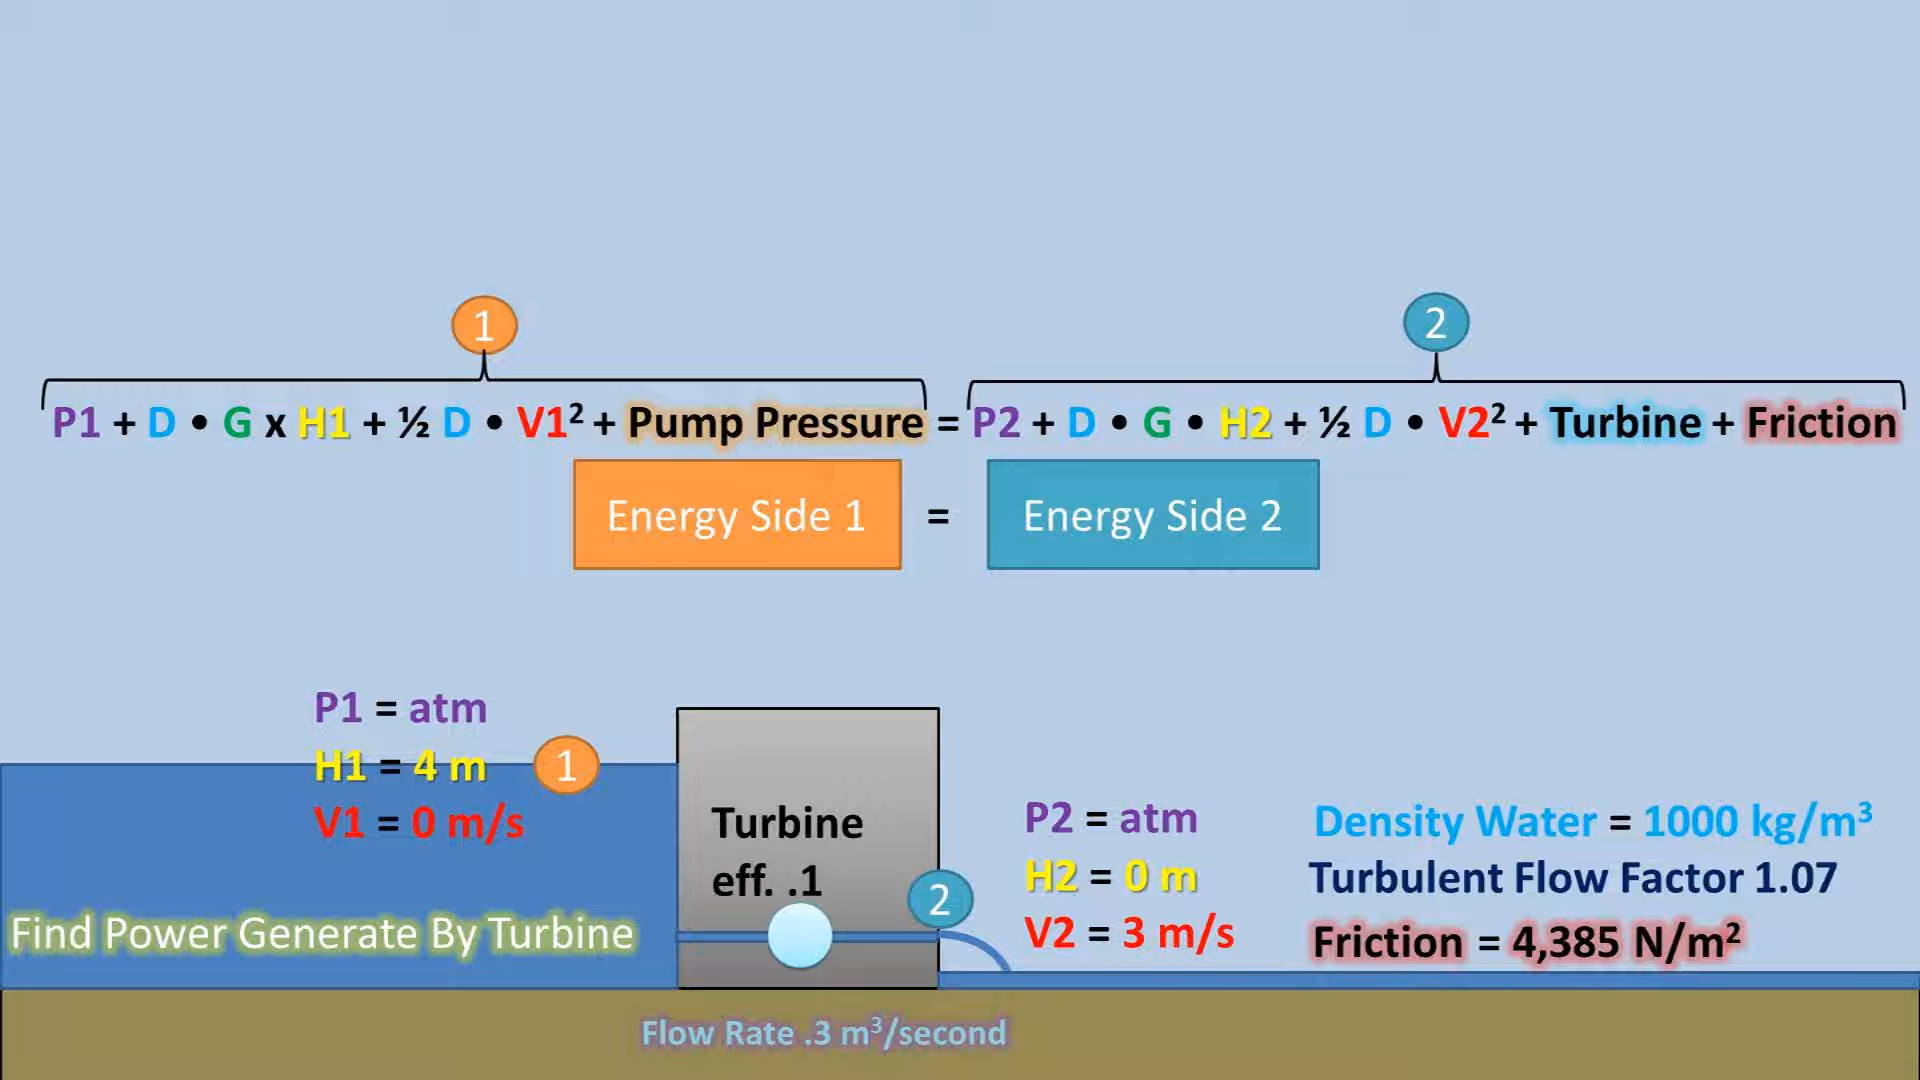 1
2
P1 + D • G x H1 + ½ D • V1² + Pump Pressure = P2 + D • G • H2 + ½ D • V2² + Turbine + Friction
Energy Side 1 = Energy Side 2
P1 = atm
H1 = 4 m
1
V1 = 0 m/s
Turbine
eff. .1
2
P2 = atm
H2 = 0 m
V2 = 3 m/s
Density Water = 1000 kg/m³
Turbulent Flow Factor 1.07
Friction = 4,385 N/m²
Find Power Generate By Turbine
Flow Rate .3 m³/second